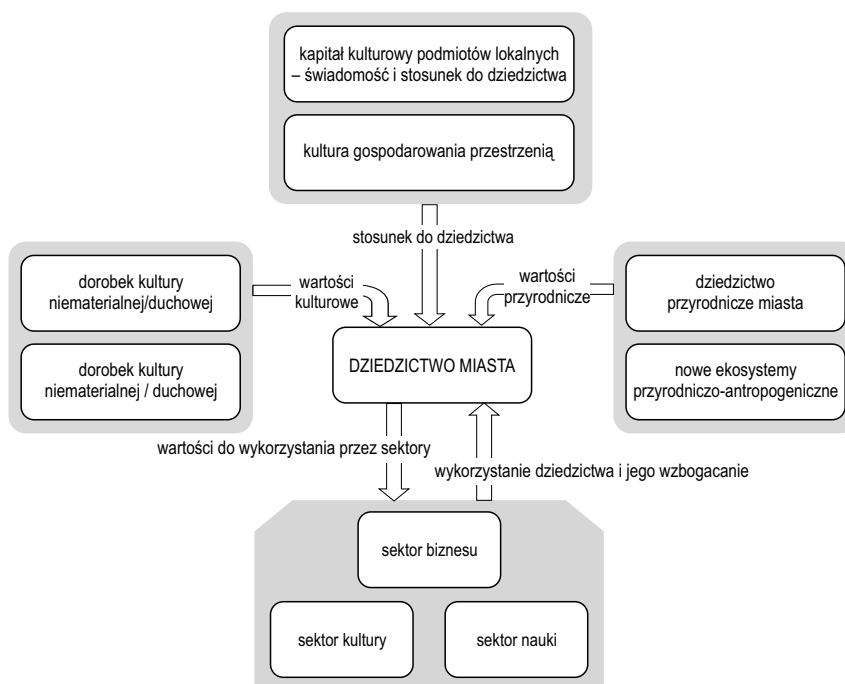 kapitał kulturowy podmiotów lokalnych
– świadomość i stosunek do dziedzictwa
kultura gospodarowania przestrzenią
stosunek do dziedzictwa
dorobek kultury
niematerialnej/duchowej
dorobek kultury
niematerialnej / duchowej
wartości
kulturowe
wartości
przyrodnicze
dziedzictwo
przyrodnicze miasta
nowe ekosystemy
przyrodniczo-antropogeniczne
DZIEDZICTWO MIASTA
wartości do wykorzystania przez sektory
wykorzystanie dziedzictwa i jego wzbogacanie
sektor biznesu
sektor kultury
sektor nauki